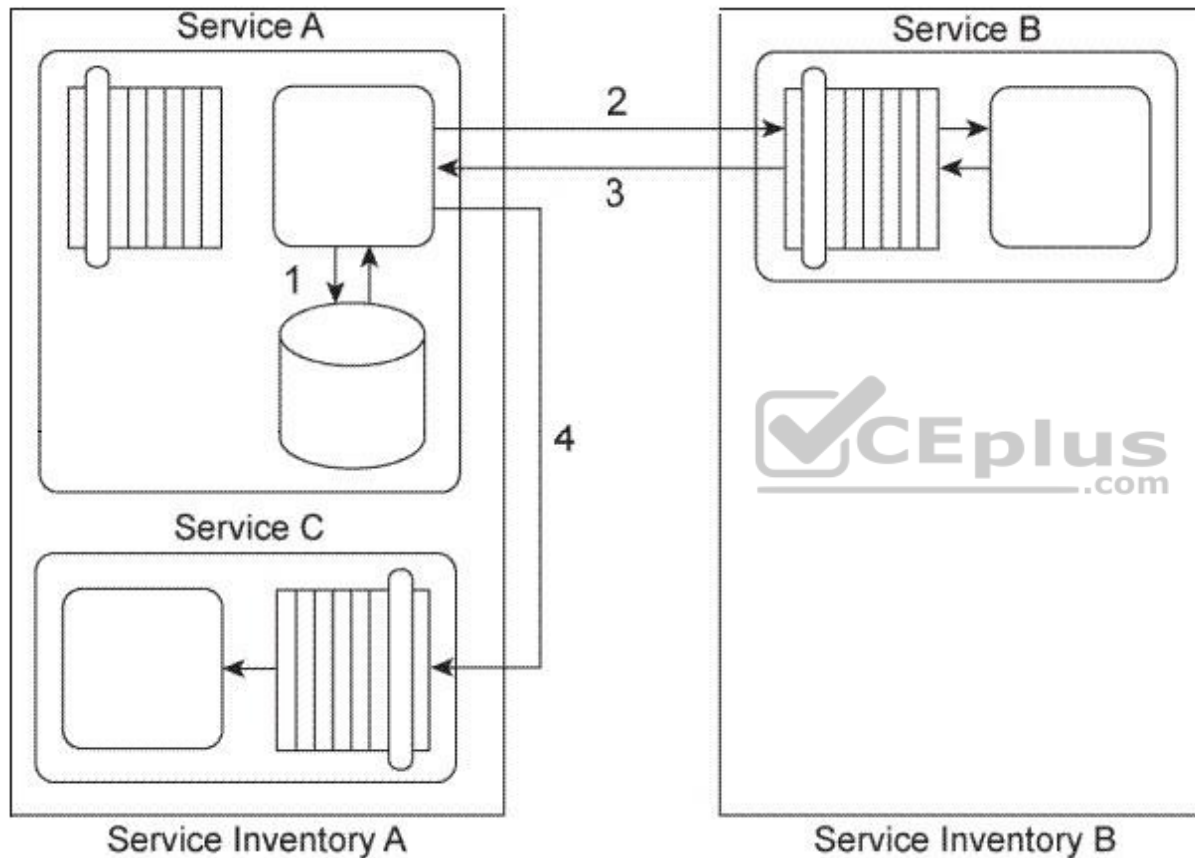 Service A
Service B
2
3
1
4
CEplus
.com
Service C
Service Inventory A
Service Inventory B